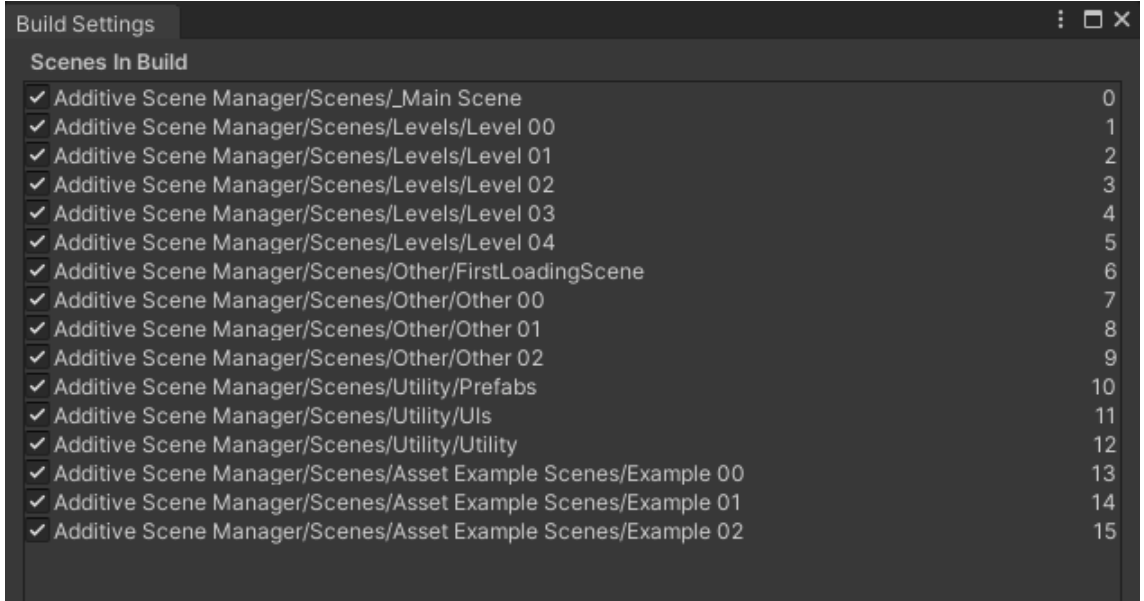 Build Settings
Scenes In Build
Additive Scene Manager/Scenes/_Main Scene 0
Additive Scene Manager/Scenes/Levels/Level 00 1
Additive Scene Manager/Scenes/Levels/Level 01 2
Additive Scene Manager/Scenes/Levels/Level 02 3
Additive Scene Manager/Scenes/Levels/Level 03 4
Additive Scene Manager/Scenes/Levels/Level 04 5
Additive Scene Manager/Scenes/Other/FirstLoadingScene 6
Additive Scene Manager/Scenes/Other/Other 00 7
Additive Scene Manager/Scenes/Other/Other 01 8
Additive Scene Manager/Scenes/Other/Other 02 9
Additive Scene Manager/Scenes/Utility/Prefabs 10
Additive Scene Manager/Scenes/Utility/UIs 11
Additive Scene Manager/Scenes/Utility/Utility 12
Additive Scene Manager/Scenes/Asset Example Scenes/Example 00 13
Additive Scene Manager/Scenes/Asset Example Scenes/Example 01 14
Additive Scene Manager/Scenes/Asset Example Scenes/Example 02 15